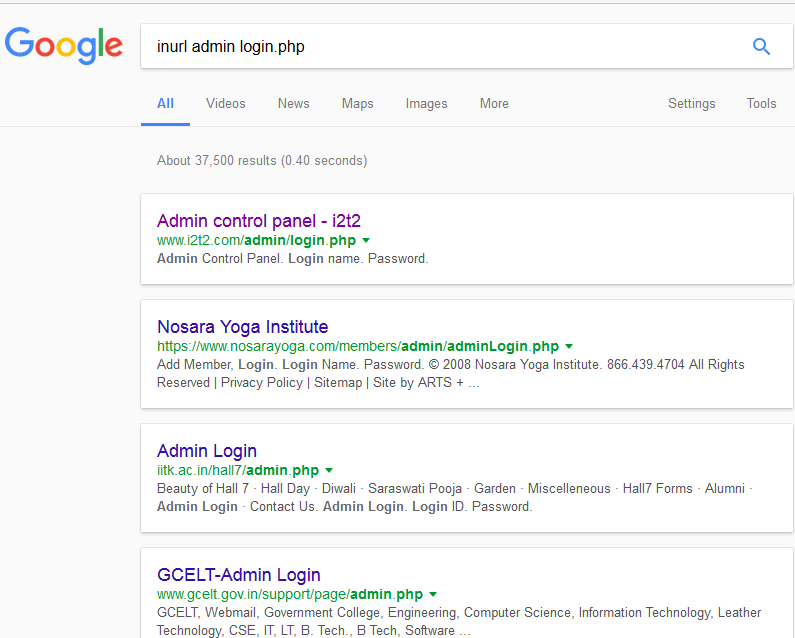 Google
inurl admin login.php
All Videos News Maps Images More Settings Tools
About 37,500 results (0.40 seconds)
Admin control panel - i2t2
www.i2t2.com/admin/login.php
Admin Control Panel. Login name. Password.
Nosara Yoga Institute
https://www.nosarayoga.com/members/admin/adminLogin.php
Add Member, Login. Login Name. Password. © 2008 Nosara Yoga Institute. 866.439.4704 All Rights
Reserved | Privacy Policy | Sitemap | Site by ARTS + ...
Admin Login
iitk.ac.in/hall7/admin.php
Beauty of Hall 7 · Hall Day · Diwali · Saraswati Pooja · Garden · Miscelleneous · Hall7 Forms · Alumni ·
Admin Login · Contact Us. Admin Login. Login ID. Password.
GCELT-Admin Login
www.gcelt.gov.in/support/page/admin.php
GCELT, Webmail, Government College, Engineering, Computer Science, Information Technology, Leather
Technology, CSE, IT, LT, B. Tech., B Tech, Software ...